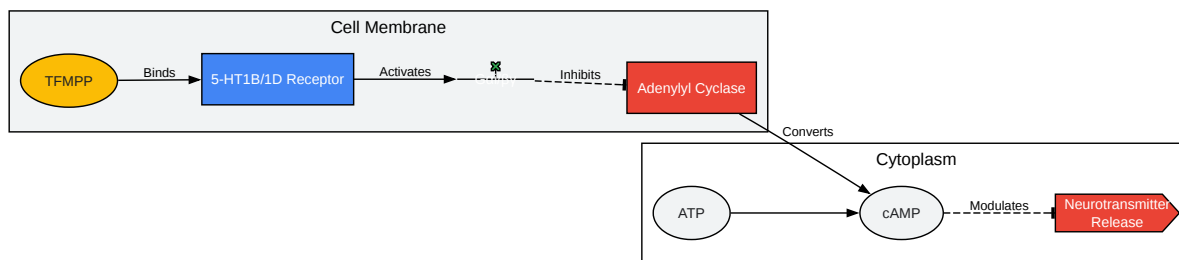 Cell Membrane
TFMPP
Binds
5-HT1B/1D Receptor
Activates
Inhibits
Adenylyl Cyclase
Converts
Cytoplasm
ATP
cAMP
Modulates
Neurotransmitter
Release